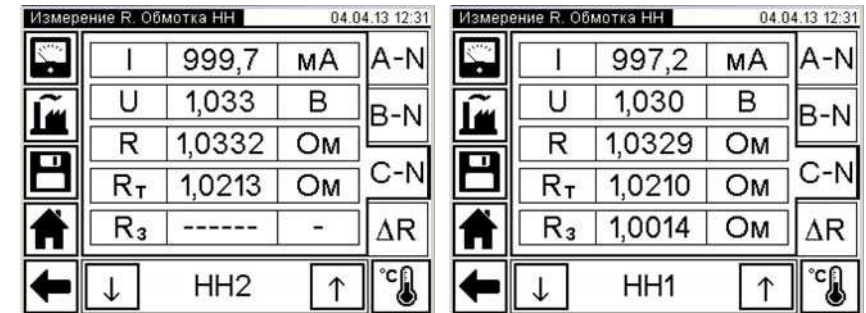 Измерение R. Обмотка НН 04.04.13 12:31
I 999,7 мА A-N
U 1,033 В B-N
R 1,0332 Ом
Rт 1,0213 Ом C-N
Rз ------ - ΔR
↓ НН2 ↑ °C
Измерение R. Обмотка НН 04.04.13 12:31
I 997,2 мА A-N
U 1,030 В B-N
R 1,0329 Ом
Rт 1,0210 Ом C-N
Rз 1,0014 Ом ΔR
↓ НН1 ↑ °C